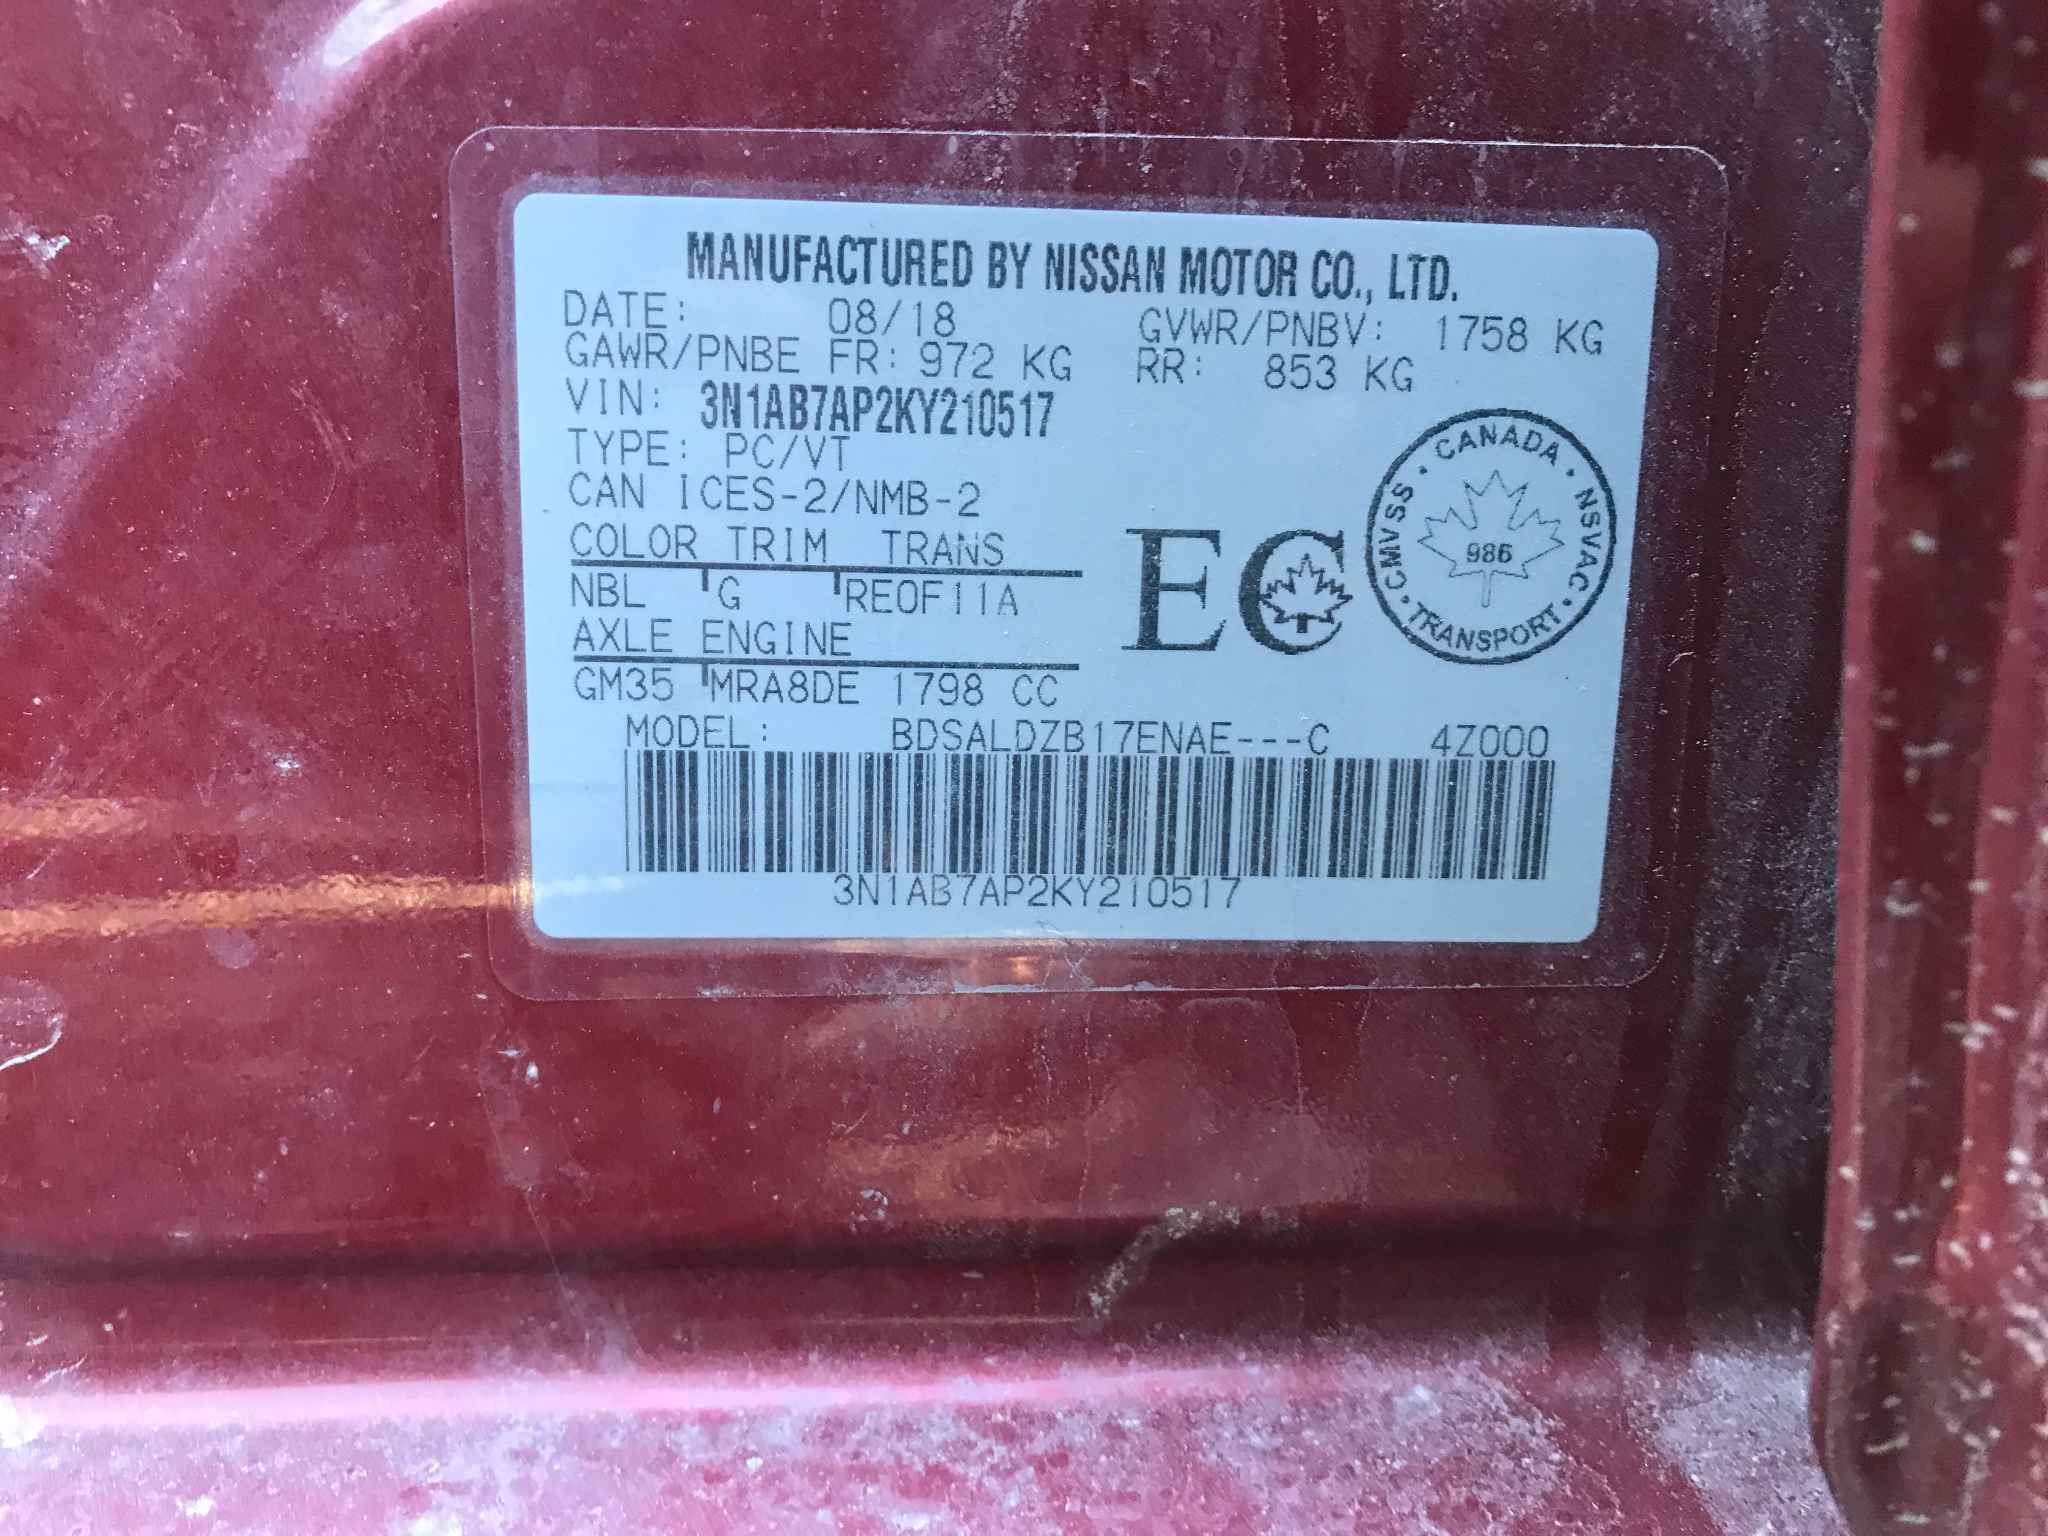 MANUFACTURED BY NISSAN MOTOR CO., LTD.
DATE: 08/18 GVWR/PNBV: 1758 KG
GAWR/PNBE FR: 972 KG RR: 853 KG
VIN: 3N1AB7AP2KY210517
TYPE: PC/VT
CAN ICES-2/NMB-2
COLOR TRIM TRANS
NBL G RE0F11A
AXLE ENGINE
GM35 MRA8DE 1798 CC
EC
CANADA · NSVAC · TRANSPORT · CMVSS ·
986
MODEL: BDSALDZB17ENAE---C 4Z000
3N1AB7AP2KY210517